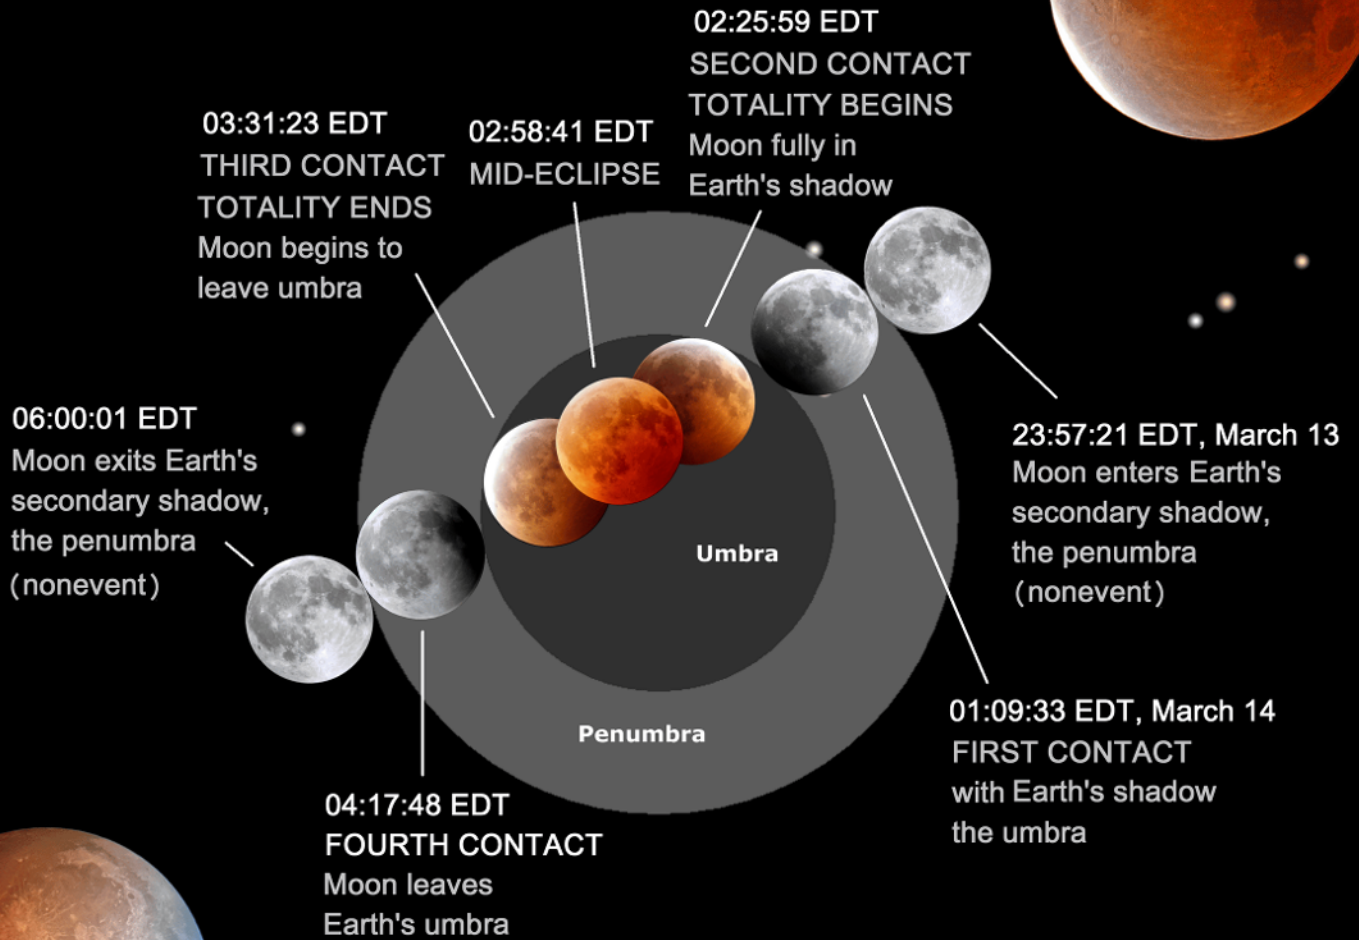 02:25:59 EDT
SECOND CONTACT
TOTALITY BEGINS
Moon fully in
Earth's shadow
03:31:23 EDT
THIRD CONTACT
TOTALITY ENDS
Moon begins to
leave umbra
02:58:41 EDT
MID-ECLIPSE
06:00:01 EDT
Moon exits Earth's
secondary shadow,
the penumbra
(nonevent)
23:57:21 EDT, March 13
Moon enters Earth's
secondary shadow,
the penumbra
(nonevent)
Umbra
Penumbra
01:09:33 EDT, March 14
FIRST CONTACT
with Earth's shadow
the umbra
04:17:48 EDT
FOURTH CONTACT
Moon leaves
Earth's umbra